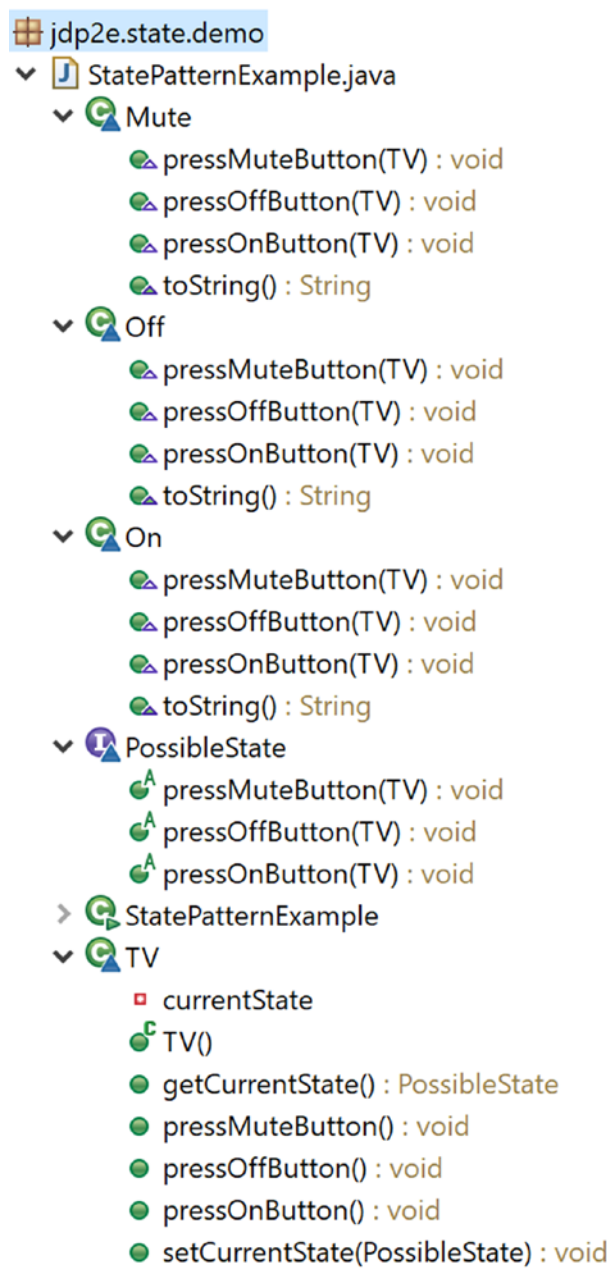 jdp2e.state.demo
StatePatternExample.java
Mute
pressMuteButton(TV) : void
pressOffButton(TV) : void
pressOnButton(TV) : void
toString() : String
Off
pressMuteButton(TV) : void
pressOffButton(TV) : void
pressOnButton(TV) : void
toString() : String
On
pressMuteButton(TV) : void
pressOffButton(TV) : void
pressOnButton(TV) : void
toString() : String
PossibleState
pressMuteButton(TV) : void
pressOffButton(TV) : void
pressOnButton(TV) : void
StatePatternExample
TV
currentState
TV()
getCurrentState() : PossibleState
pressMuteButton() : void
pressOffButton() : void
pressOnButton() : void
setCurrentState(PossibleState) : void